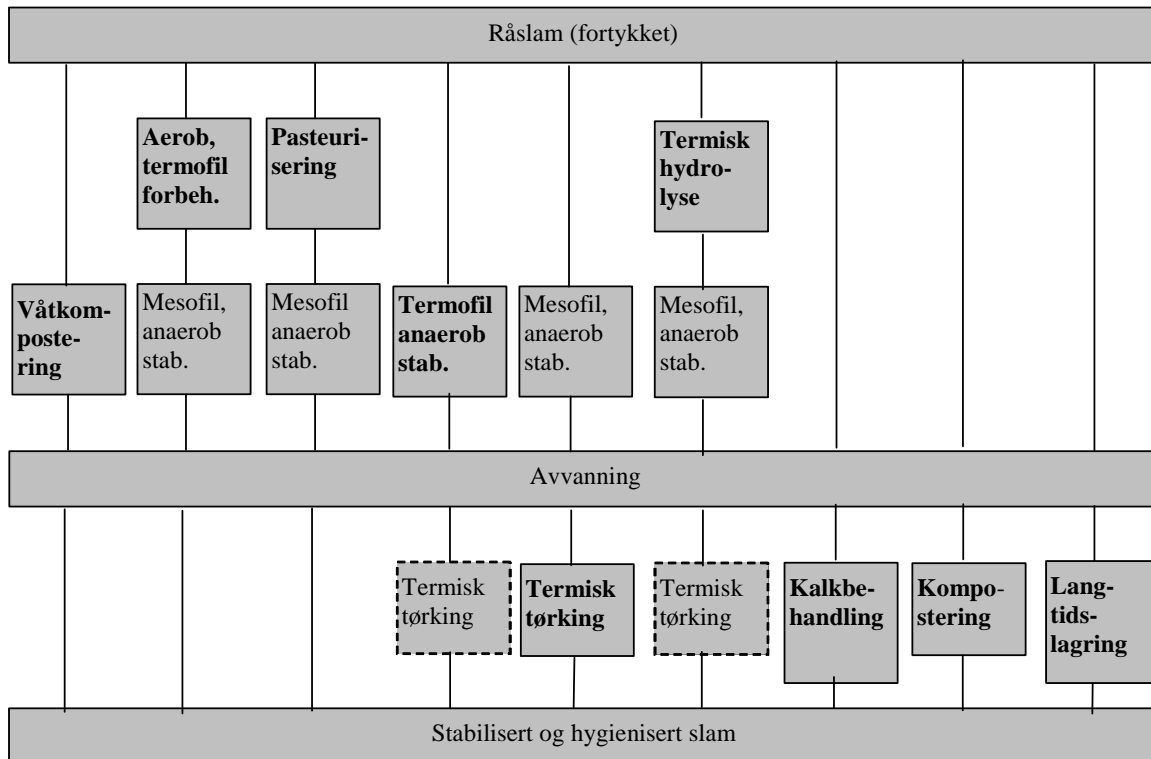 Råslam (fortykket)
Aerob,
termofil
forbeh.
Pasteuri-
sering
Termisk
hydro-
lyse
Våtkom-
poste-
ring
Mesofil,
anaerob
stab.
Mesofil
anaerob
stab.
Termofil
anaerob
stab.
Mesofil,
anaerob
stab.
Mesofil,
anaerob
stab.
Avvanning
Termisk
tørking
Termisk
tørking
Termisk
tørking
Kalkbe-
handling
Kompo-
stering
Lang-
tids-
lagring
Stabilisert og hygienisert slam